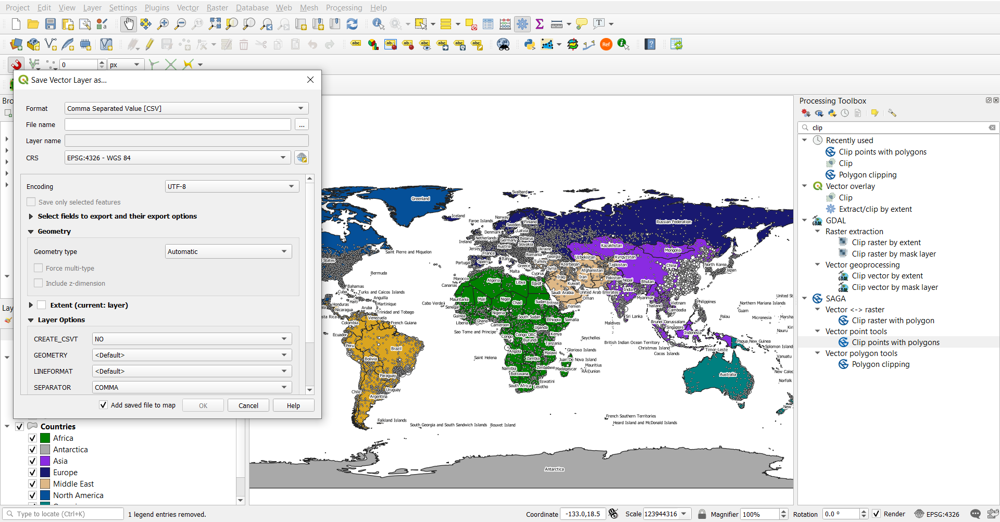 Project Edit View Layer Settings Plugins Vector Raster Database Web Mesh Processing Help
0 px
Save Vector Layer as...
Format Comma Separated Value [CSV]
File name ...
Layer name
CRS EPSG:4326 - WGS 84
Encoding UTF-8
Save only selected features
Select fields to export and their export options
Geometry
Geometry type Automatic
Force multi-type
Include z-dimension
Extent (current: layer)
Layer Options
CREATE_CSVT NO
GEOMETRY <Default>
LINEFORMAT <Default>
SEPARATOR COMMA
Add saved file to map OK Cancel Help
Bro
Lay
Countries
Africa
Antarctica
Asia
Europe
Middle East
North America
Greenland
Svalbard
Iceland
Faroe Islands
Norway
Sweden
Finland
Russian Federation
Denmark
Latvia
Netherlands
Belarus
Ireland
Germany
Slovakia
Jersey
Austria
Ukraine
France
Romania
Georgia
Portugal
Spain
Italy
Greece
Turkey
Azerbaijan
Kazakhstan
Mongolia
Uzbekistan
Kyrgyzstan
Tajikistan
China
North Korea
Japan
Saint Pierre and Miquelon
States
Bermuda
Malta
Cyprus
Syria
Iraq
Iran
Afghanistan
Pakistan
Nepal
Bhutan
India
Morocco
Canarias
Algeria
Libya
Egypt
Kuwait
Saudi Arabia
United Arab Emirates
Oman
Yemen
Bahamas
Cuba
Turks and Caicos Islands
Anguilla
Haiti
Martinique
Honduras
Nicaragua
Aruba
Trinidad and Tobago
sta Rica
Venezuela
Colombia
French Guiana
Ecuador
Peru
Brazil
Bolivia
Paraguay
Uruguay
Chile
Argentina
Cabo Verde
Mauritania
Mali
Niger
Chad
Sudan
Eritrea
Senegal
Guinea
Liberia
Ghana
Nigeria
Cameroon
South Sudan
Ethiopia
Somalia
Uganda
Kenya
Sao Tome and Principe
Congo
Congo DRC
Burundi
Tanzania
Angola
Zambia
Malawi
Seychelles
Glorioso Islands
Juan De Nova Island
Mauritius
RÃ©union
Madagascar
Zimbabwe
Namibia
Botswana
South Africa
Eswatini
Lesotho
Saint Helena
Myanmar
Thailand
Vietnam
Cambodia
Philippines
Sri Lanka
Maldives
Brunei Darussalam
Singapore
Indonesia
British Indian Ocean Territory
Christmas Island
Cocos Islands
Timor-Leste
Papua New Guinea
Solomon Islands
Northern Mariana Islands
Guam
Palau
Micronesia
Marsha
United St
Kiri
Nauru
Vanuatu
New Caled
Norfolk
New
Australia
Falkland Islands
South Georgia and South Sandwich Islands
Bouvet Island
French Southern Territories
Heard Island and McDonald Islands
Antarctica
Processing Toolbox
clip
Recently used
Clip points with polygons
Clip
Polygon clipping
Vector overlay
Clip
Extract/clip by extent
GDAL
Raster extraction
Clip raster by extent
Clip raster by mask layer
Vector geoprocessing
Clip vector by extent
Clip vector by mask layer
SAGA
Vector <-> raster
Clip raster with polygon
Vector point tools
Clip points with polygons
Vector polygon tools
Polygon clipping
Type to locate (Ctrl+K) 1 legend entries removed. Coordinate -133.0,18.5 Scale 123944316 Magnifier 100% Rotation 0.0 ° Render EPSG:4326